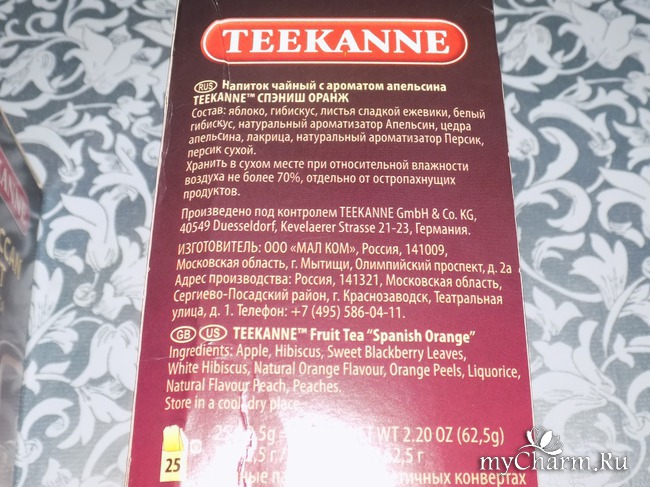 TEEKANNE
RUS Напиток чайный с ароматом апельсина
TEEKANNE™ СПЭНИШ ОРАНЖ
Состав: яблоко, гибискус, листья сладкой ежевики, белый
гибискус, натуральный ароматизатор Апельсин, цедра
апельсина, лакрица, натуральный ароматизатор Персик,
персик сухой.
Хранить в сухом месте при относительной влажности
воздуха не более 70%, отдельно от остропахнущих
продуктов.
Произведено под контролем TEEKANNE GmbH & Co. KG,
40549 Duesseldorf, Kevelaerer Strasse 21-23, Германия.
ИЗГОТОВИТЕЛЬ: ООО «МАЛ КОМ», Россия, 141009,
Московская область, г. Мытищи, Олимпийский проспект, д. 2а
Адрес производства: Россия, 141321, Московская область,
Сергиево-Посадский район, г. Краснозаводск, Театральная
улица, д. 1. Телефон: +7 (495) 586-04-11.
GB US TEEKANNE™ Fruit Tea "Spanish Orange"
Ingredients: Apple, Hibiscus, Sweet Blackberry Leaves,
White Hibiscus, Natural Orange Flavour, Orange Peels, Liquorice,
Natural Flavour Peach, Peaches.
Store in a cool dry place
WT 2.20 OZ (62,5g)
25
конвертах
TEEKANNE
myCharm.Ru